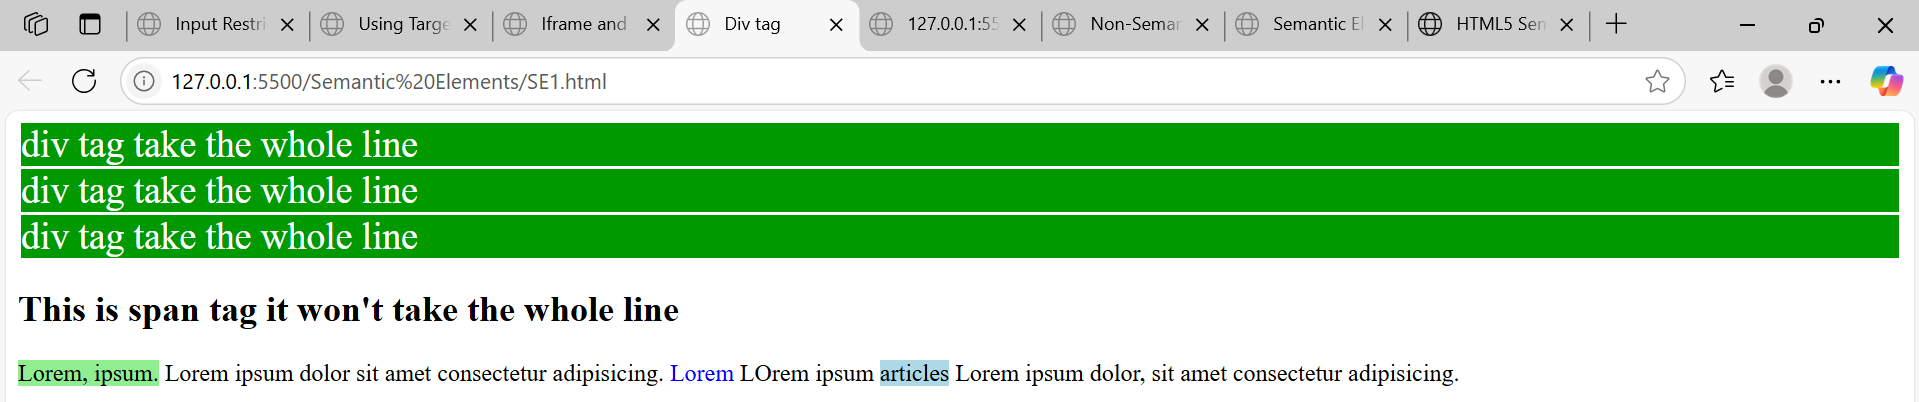 Input Restri
Using Targe
Iframe and
Div tag
127.0.0.1:55
Non-Semar
Semantic El
HTML5 Sen
127.0.0.1:5500/Semantic%20Elements/SE1.html
div tag take the whole line
div tag take the whole line
div tag take the whole line
This is span tag it won't take the whole line
Lorem, ipsum. Lorem ipsum dolor sit amet consectetur adipisicing. Lorem LOrem ipsum articles Lorem ipsum dolor, sit amet consectetur adipisicing.